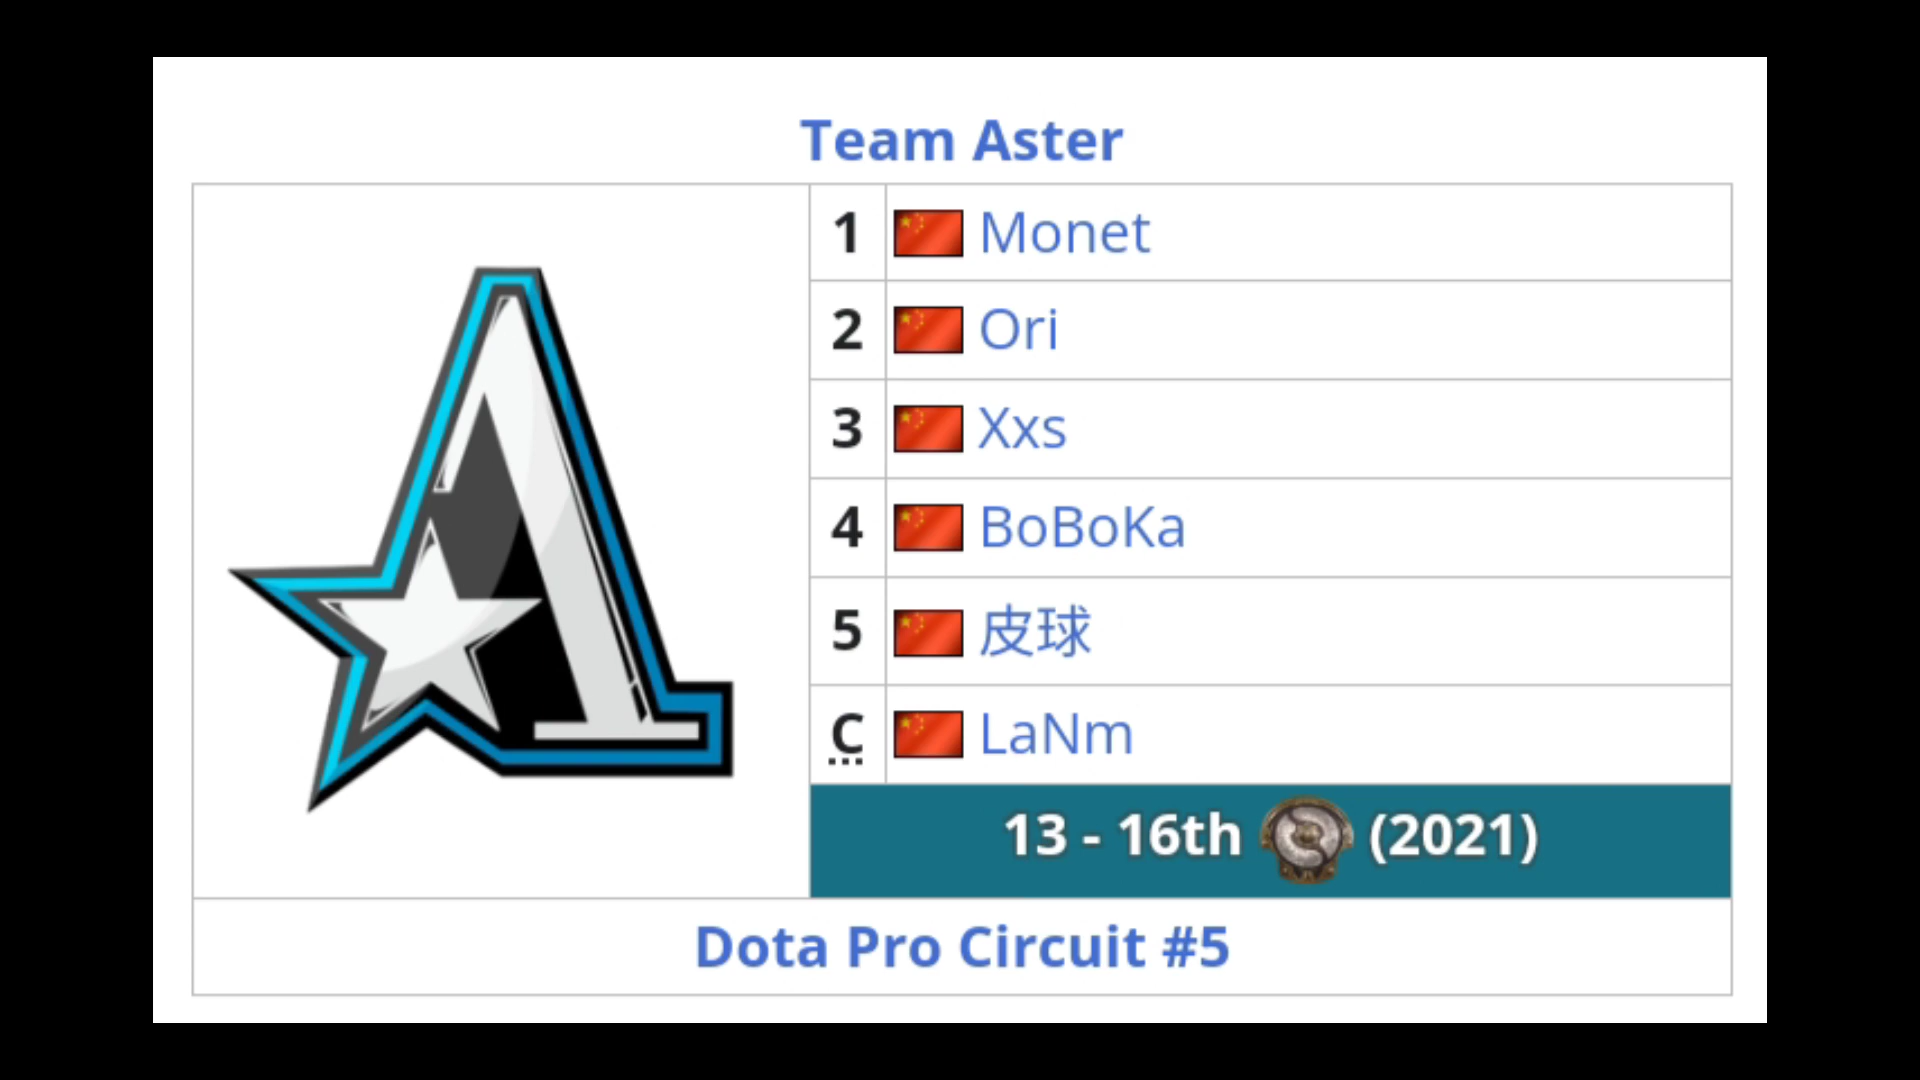 Team Aster
1 Monet
2 Ori
3 Xxs
4 BoBoKa
5 皮球
C LaNm
13 - 16th (2021)
Dota Pro Circuit #5